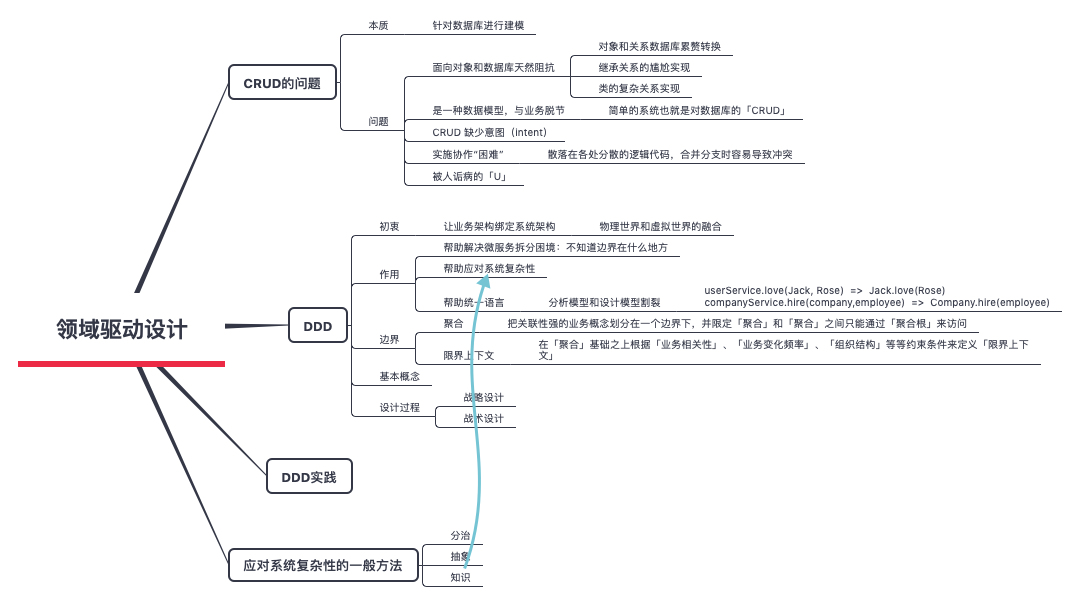 领域驱动设计
CRUD的问题
本质
针对数据库进行建模
问题
面向对象和数据库天然阻抗
对象和关系数据库累赘转换
继承关系的尴尬实现
类的复杂关系实现
是一种数据模型，与业务脱节
简单的系统也就是对数据库的「CRUD」
CRUD 缺少意图（intent）
实施协作“困难”
散落在各处分散的逻辑代码，合并分支时容易导致冲突
被人诟病的「U」
DDD
初衷
让业务架构绑定系统架构
物理世界和虚拟世界的融合
作用
帮助解决微服务拆分困境：不知道边界在什么地方
帮助应对系统复杂性
帮助统一语言
分析模型和设计模型割裂
userService.love(Jack, Rose) => Jack.love(Rose)
companyService.hire(company,employee) => Company.hire(employee)
边界
聚合
把关联性强的业务概念划分在一个边界下，并限定「聚合」和「聚合」之间只能通过「聚合根」来访问
限界上下文
在「聚合」基础之上根据「业务相关性」、「业务变化频率」、「组织结构」等等约束条件来定义「限界上下
文」
基本概念
设计过程
战略设计
战术设计
DDD实践
应对系统复杂性的一般方法
分治
抽象
知识